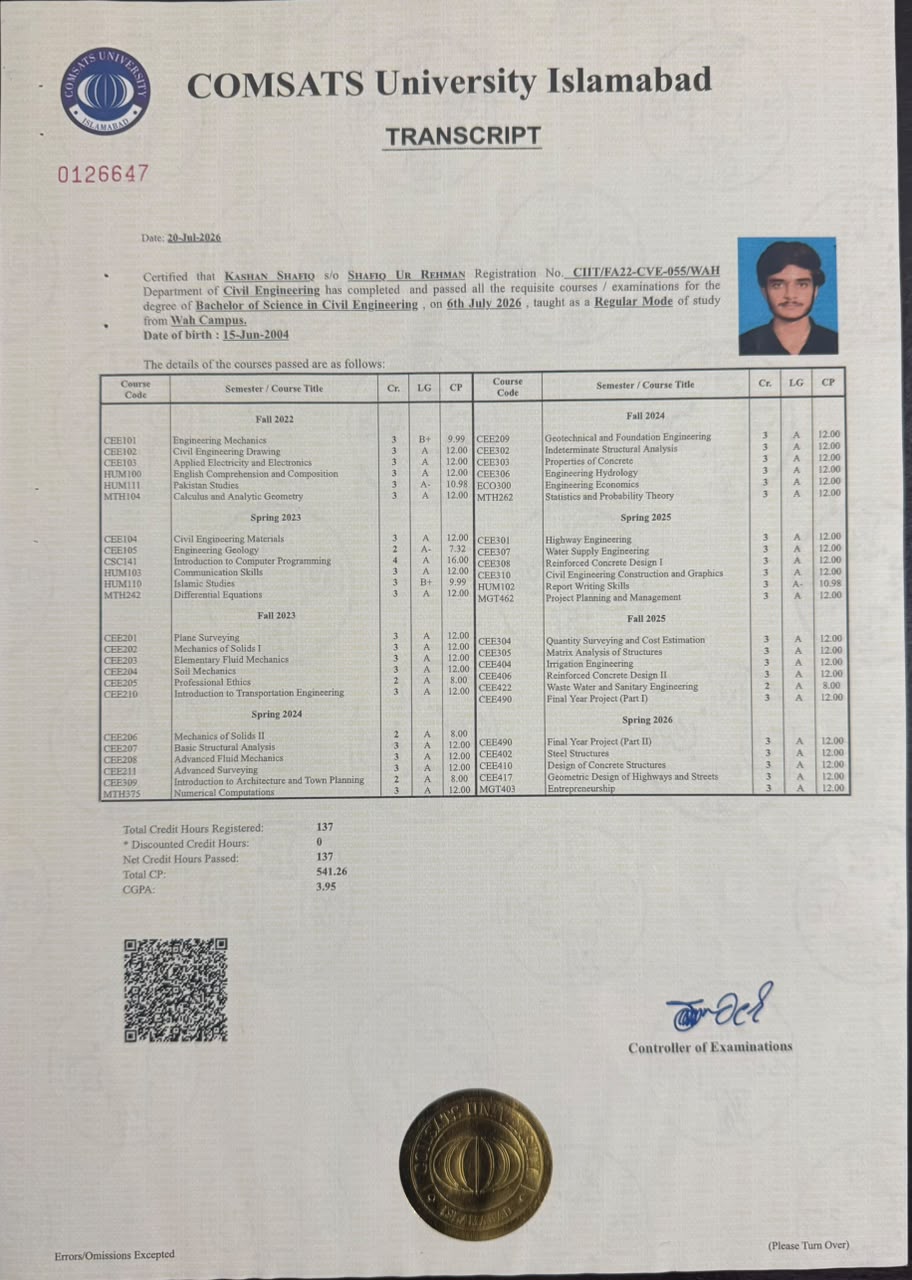 COMSATS UNIVERSITY
ISLAMABAD
COMSATS University Islamabad
TRANSCRIPT
0126647
Date: 20-Jul-2026
Certified that KASHAN SHAFIQ s/o SHAFIQ UR REHMAN Registration No. CIIT/FA22-CVE-055/WAH
Department of Civil Engineering has completed and passed all the requisite courses / examinations for the
degree of Bachelor of Science in Civil Engineering , on 6th July 2026 , taught as a Regular Mode of study
from Wah Campus.
Date of birth : 15-Jun-2004
The details of the courses passed are as follows:
Course Code Semester / Course Title Cr. LG CP
Fall 2022
CEE101 Engineering Mechanics 3 B+ 9.99
CEE102 Civil Engineering Drawing 3 A 12.00
CEE103 Applied Electricity and Electronics 3 A 12.00
HUM100 English Comprehension and Composition 3 A 12.00
HUM111 Pakistan Studies 3 A- 10.98
MTH104 Calculus and Analytic Geometry 3 A 12.00
Spring 2023
CEE104 Civil Engineering Materials 3 A 12.00
CEE105 Engineering Geology 2 A- 7.32
CSC141 Introduction to Computer Programming 4 A 16.00
HUM103 Communication Skills 3 A 12.00
HUM110 Islamic Studies 3 B+ 9.99
MTH242 Differential Equations 3 A 12.00
Fall 2023
CEE201 Plane Surveying 3 A 12.00
CEE202 Mechanics of Solids I 3 A 12.00
CEE203 Elementary Fluid Mechanics 3 A 12.00
CEE204 Soil Mechanics 3 A 12.00
CEE205 Professional Ethics 2 A 8.00
CEE210 Introduction to Transportation Engineering 3 A 12.00
Spring 2024
CEE206 Mechanics of Solids II 2 A 8.00
CEE207 Basic Structural Analysis 3 A 12.00
CEE208 Advanced Fluid Mechanics 3 A 12.00
CEE211 Advanced Surveying 3 A 12.00
CEE309 Introduction to Architecture and Town Planning 2 A 8.00
MTH375 Numerical Computations 3 A 12.00
Course Code Semester / Course Title Cr. LG CP
Fall 2024
CEE209 Geotechnical and Foundation Engineering 3 A 12.00
CEE302 Indeterminate Structural Analysis 3 A 12.00
CEE303 Properties of Concrete 3 A 12.00
CEE306 Engineering Hydrology 3 A 12.00
ECO300 Engineering Economics 3 A 12.00
MTH262 Statistics and Probability Theory 3 A 12.00
Spring 2025
CEE301 Highway Engineering 3 A 12.00
CEE307 Water Supply Engineering 3 A 12.00
CEE308 Reinforced Concrete Design I 3 A 12.00
CEE310 Civil Engineering Construction and Graphics 3 A 12.00
HUM102 Report Writing Skills 3 A- 10.98
MGT462 Project Planning and Management 3 A 12.00
Fall 2025
CEE304 Quantity Surveying and Cost Estimation 3 A 12.00
CEE305 Matrix Analysis of Structures 3 A 12.00
CEE404 Irrigation Engineering 3 A 12.00
CEE406 Reinforced Concrete Design II 3 A 12.00
CEE422 Waste Water and Sanitary Engineering 2 A 8.00
CEE490 Final Year Project (Part I) 3 A 12.00
Spring 2026
CEE490 Final Year Project (Part II) 3 A 12.00
CEE402 Steel Structures 3 A 12.00
CEE410 Design of Concrete Structures 3 A 12.00
CEE417 Geometric Design of Highways and Streets 3 A 12.00
MGT403 Entrepreneurship 3 A 12.00
Total Credit Hours Registered: 137
* Discounted Credit Hours: 0
Net Credit Hours Passed: 137
Total CP: 541.26
CGPA: 3.95
Controller of Examinations
COMSATS UNIVERSITY
ISLAMABAD
Errors/Omissions Excepted
(Please Turn Over)